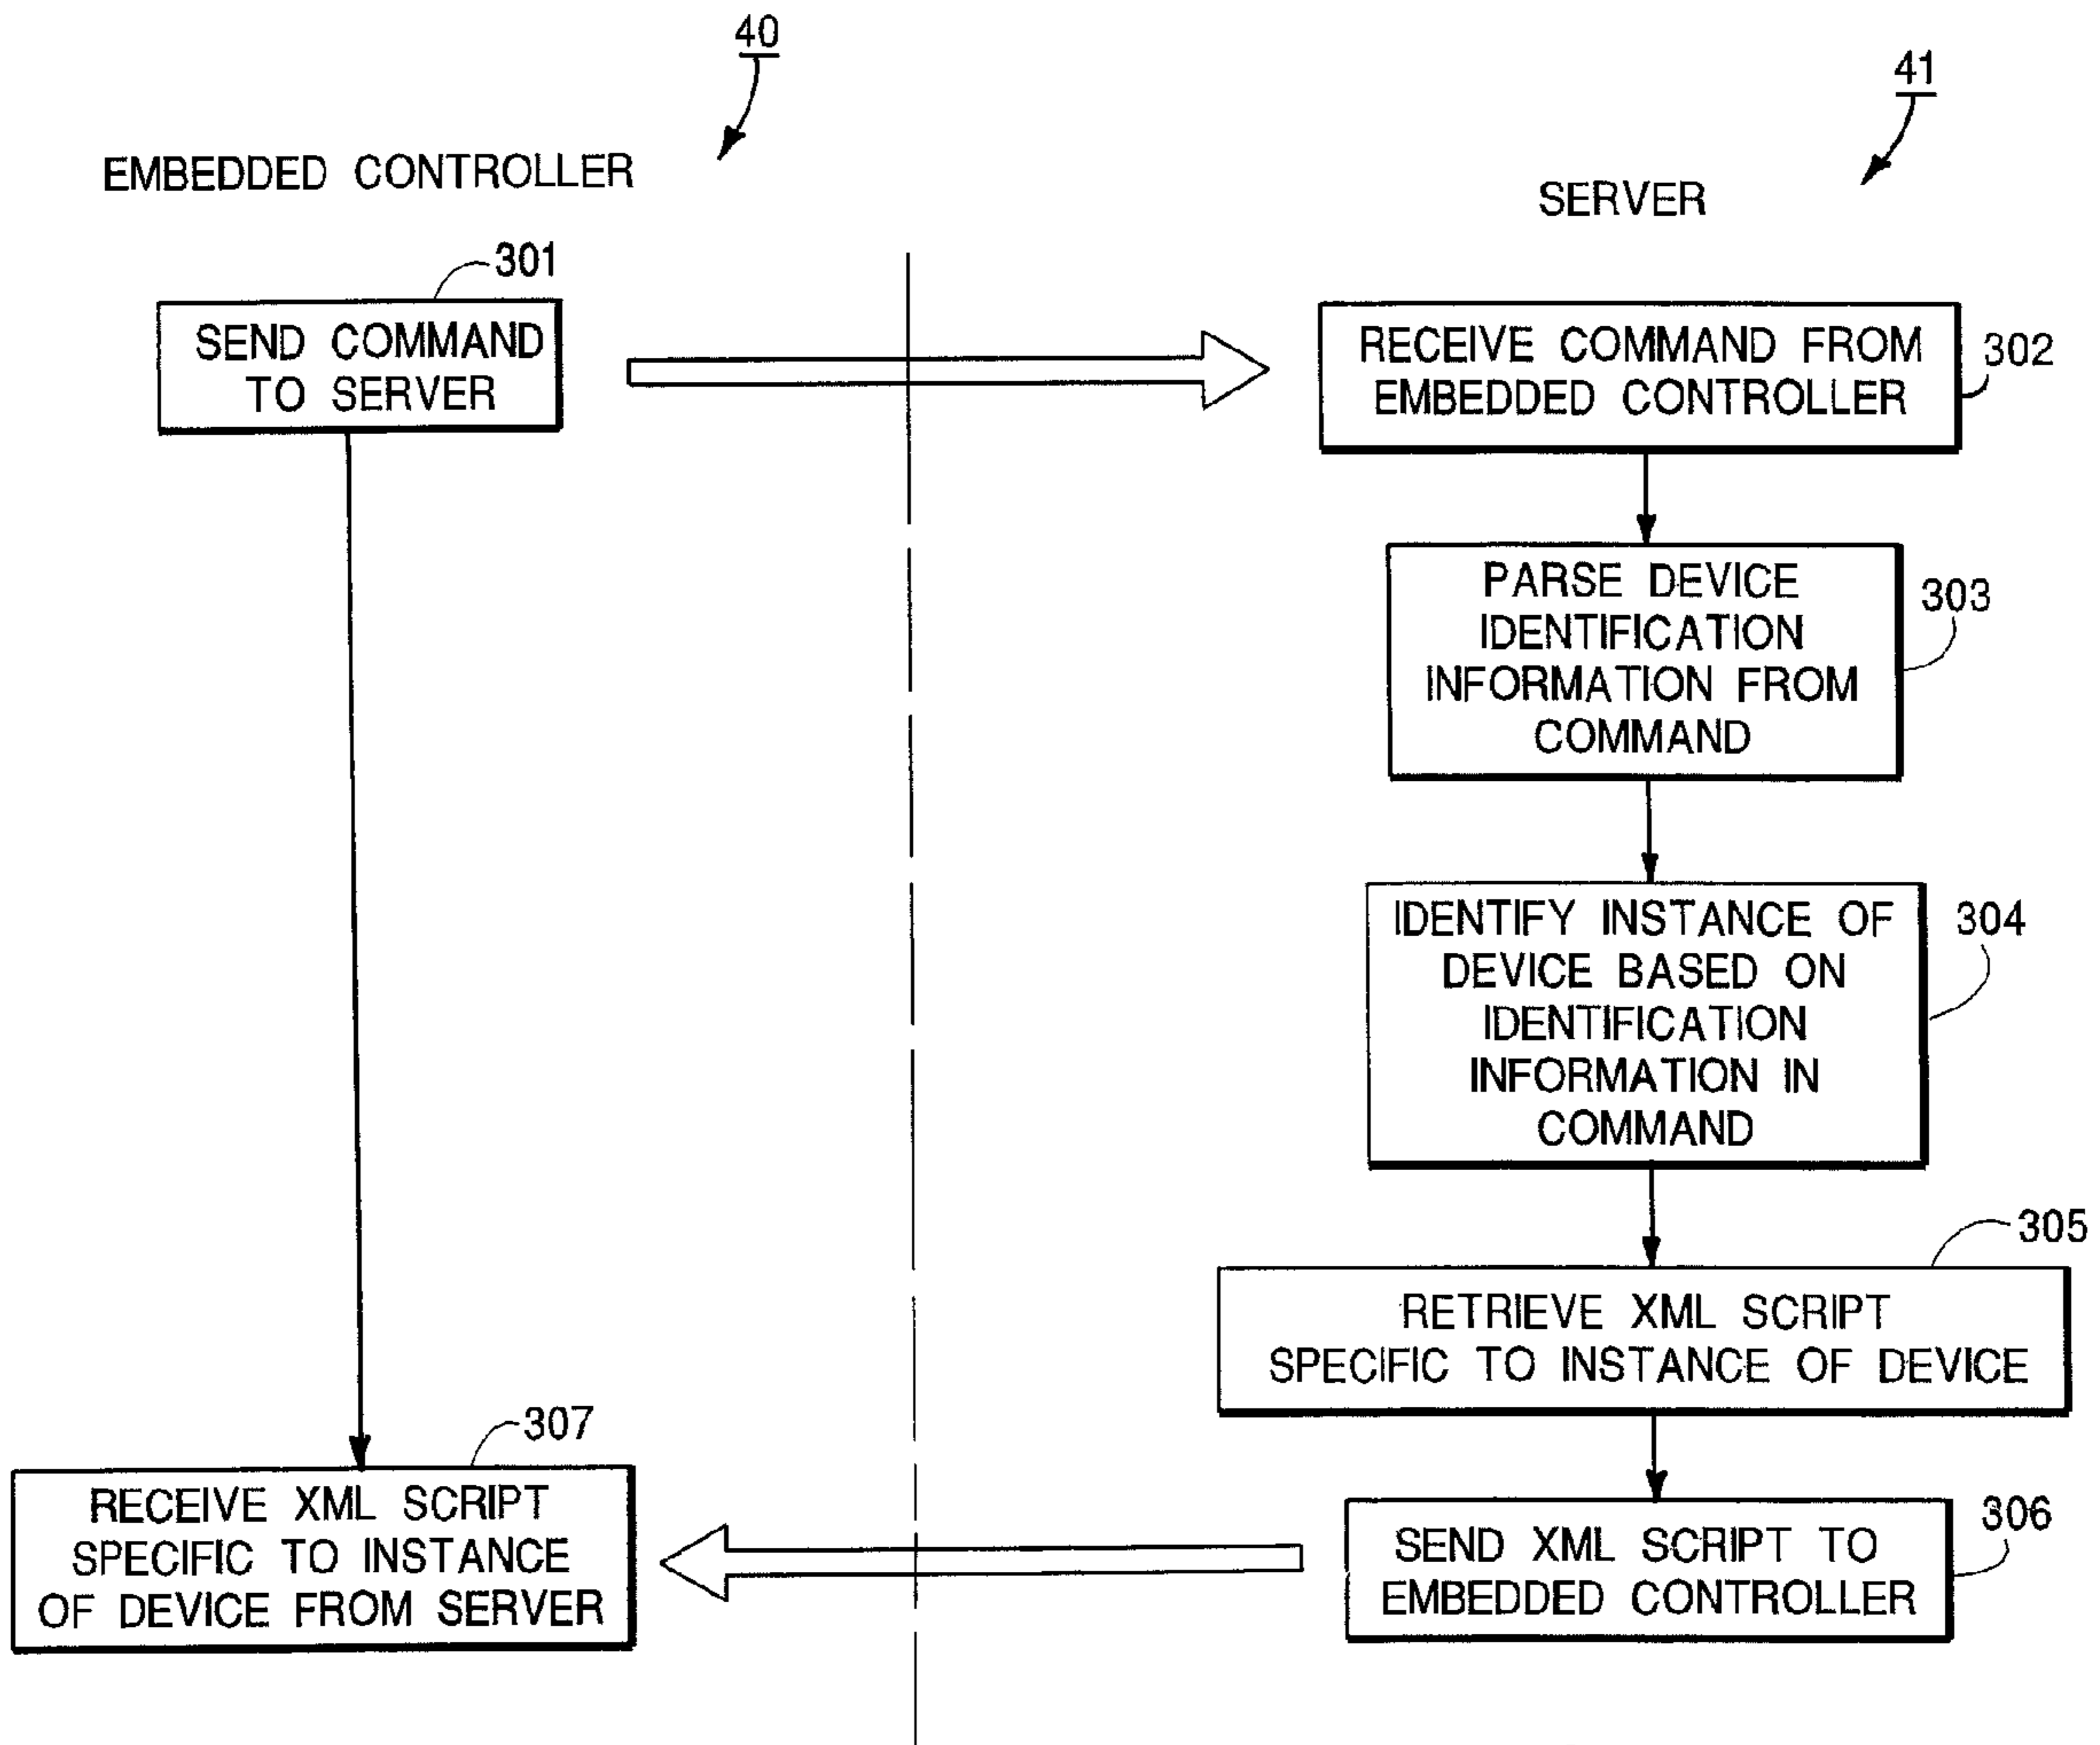 40
41
EMBEDDED CONTROLLER
SERVER
301
SEND COMMAND
TO SERVER
RECEIVE COMMAND FROM
EMBEDDED CONTROLLER
302
PARSE DEVICE
IDENTIFICATION
INFORMATION FROM
COMMAND
303
IDENTIFY INSTANCE OF
DEVICE BASED ON
IDENTIFICATION
INFORMATION IN
COMMAND
304
305
RETRIEVE XML SCRIPT
SPECIFIC TO INSTANCE OF DEVICE
307
RECEIVE XML SCRIPT
SPECIFIC TO INSTANCE
OF DEVICE FROM SERVER
SEND XML SCRIPT TO
EMBEDDED CONTROLLER
306